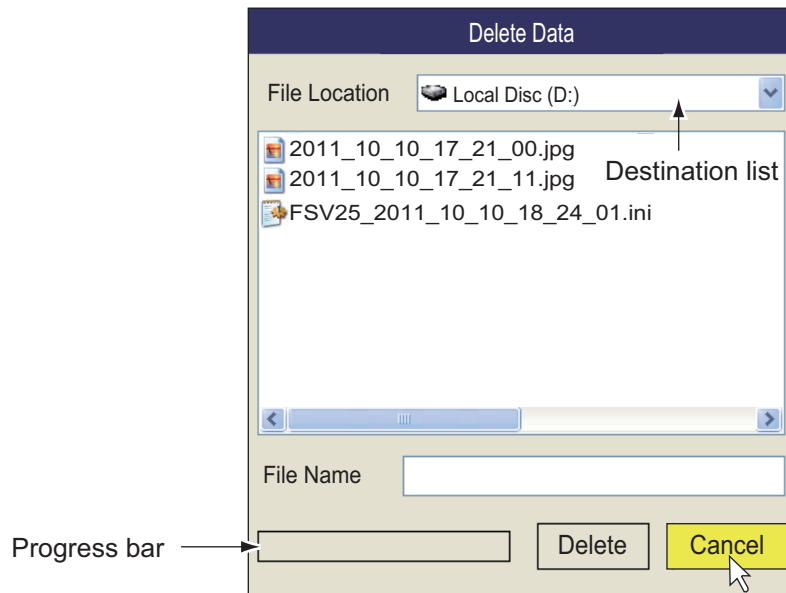 Delete Data
File Location
Local Disc (D:)
2011_10_10_17_21_00.jpg
2011_10_10_17_21_11.jpg
Destination list
FSV25_2011_10_10_18_24_01.ini
File Name
Progress bar
Delete
Cancel